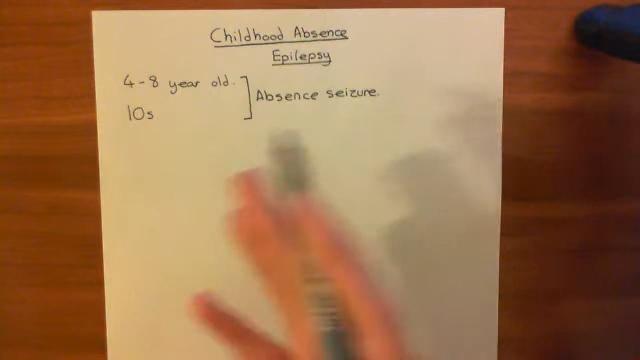 Childhood Absence
Epilepsy
4-8 year old.
10s
Absence seizure.